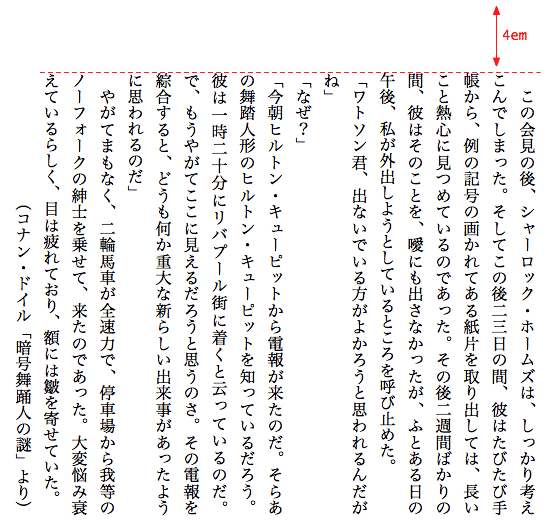 4em
この会見の後、シャーロック・ホームズは、しっかり考え
こんでしまった。そしてこの後二三日の間、彼はたびたび手
帳から、例の記号の画かれてある紙片を取り出しては、長い
こと熱心に見つめているのであった。その後二週間ばかりの
間、彼はそのことを、噯にも出さなかったが、ふとある日の
午後、私が外出しようとしているところを呼び止めた。
「ワトソン君、出ないでいる方がよかろうと思われるんだが
ね」
「なぜ？」
「今朝ヒルトン・キューピットから電報が来たのだ。そらあ
の舞踏人形のヒルトン・キューピットを知っているだろう。
彼は一時二十分にリバプール街に着くと云っているのだ。
で、もうやがてここに見えるだろうと思うのさ。その電報を
綜合すると、どうも何か重大な新らしい出来事があったよう
に思われるのだ」
やがてまもなく、二輪馬車が全速力で、停車場から我等の
ノーフォークの紳士を乗せて、来たのであった。大変悩み衰
えているらしく、目は疲れており、額には皺を寄せていた。
（コナン・ドイル「暗号舞踊人の謎」より）